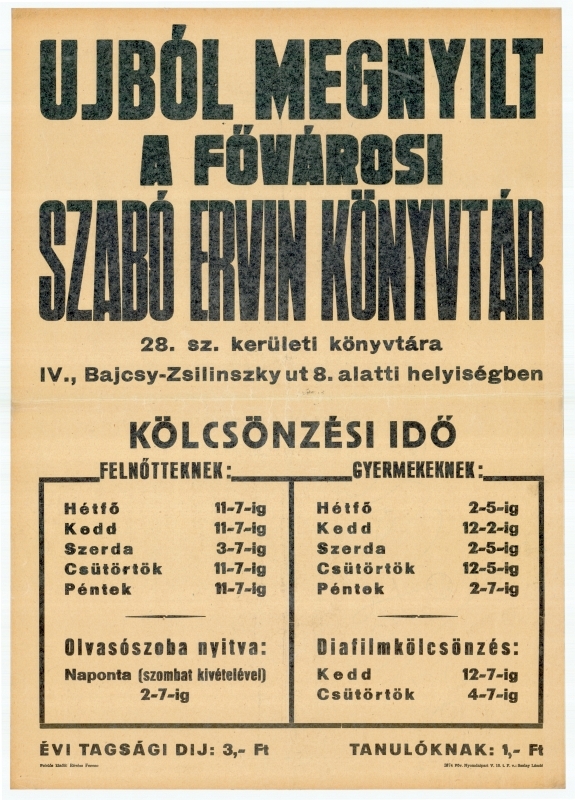 UJBÓL MEGNYILT
A FŐVÁROSI
SZABÓ ERVIN KÖNYVTÁR
28. sz. kerületi könyvtára
IV., Bajcsy-Zsilinszky ut 8. alatti helyiségben
KÖLCSÖNZÉSI IDŐ
FELNŐTTEKNEK:
Hétfő 11-7-ig
Kedd 11-7-ig
Szerda 3-7-ig
Csütörtök 11-7-ig
Péntek 11-7-ig
Olvasószoba nyitva:
Naponta (szombat kivételével)
2-7-ig
GYERMEKEKNEK:
Hétfő 2-5-ig
Kedd 12-2-ig
Szerda 2-5-ig
Csütörtök 12-5-ig
Péntek 2-7-ig
Diafilmkölcsönzés:
Kedd 12-7-ig
Csütörtök 4-7-ig
ÉVI TAGSÁGI DIJ: 3,- Ft TANULÓKNAK: 1,- Ft